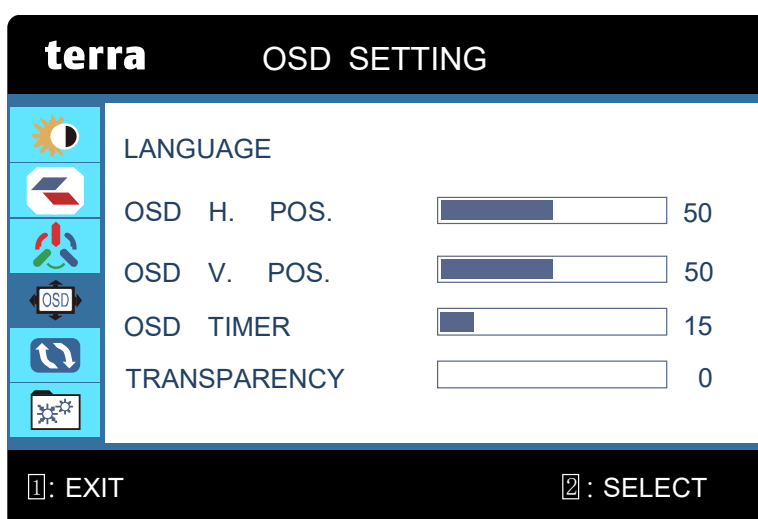 terra OSD SETTING
LANGUAGE
OSD H. POS. 50
OSD V. POS. 50
OSD
OSD TIMER 15
TRANSPARENCY 0
1: EXIT 2: SELECT